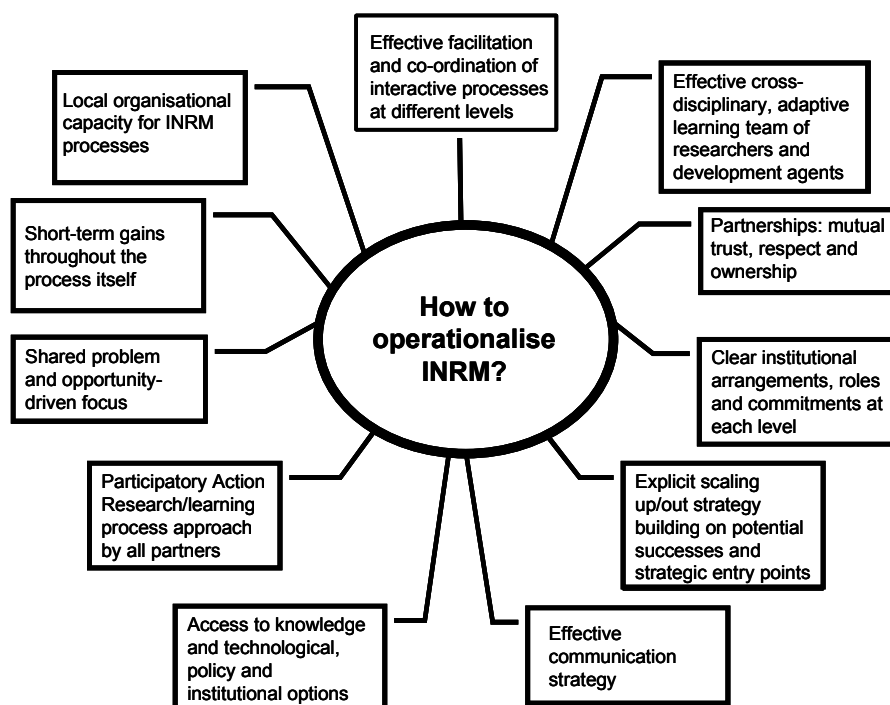 Effective facilitation
and co-ordination of
interactive processes
at different levels
Effective cross-
disciplinary, adaptive
learning team of
researchers and
development agents
Partnerships: mutual
trust, respect and
ownership
Clear institutional
arrangements, roles
and commitments at
each level
Explicit scaling
up/out strategy
building on potential
successes and
strategic entry points
Effective
communication
strategy
Access to knowledge
and technological,
policy and
institutional options
Participatory Action
Research/learning
process approach
by all partners
Shared problem
and opportunity-
driven focus
Short-term gains
throughout the
process itself
Local organisational
capacity for INRM
processes
How to
operationalise
INRM?